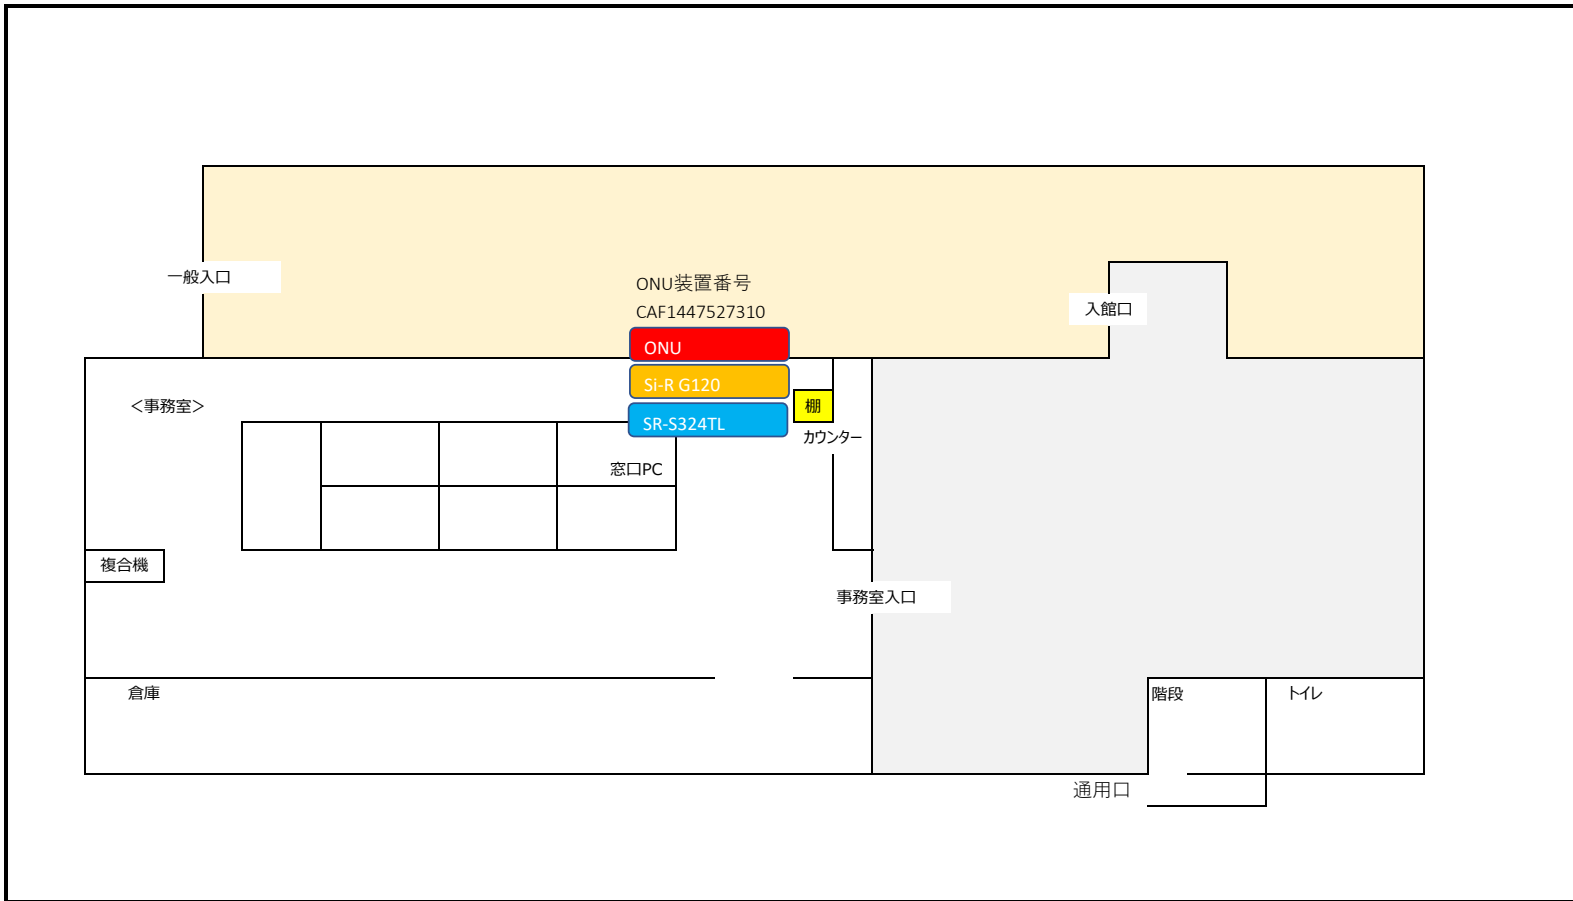 一般入口
ONU装置番号
CAF1447527310
入館口
ONU
Si-R G120
<事務室>
棚
SR-S324TL
カウンター
窓口PC
複合機
事務室入口
倉庫
階段
トイレ
通用口